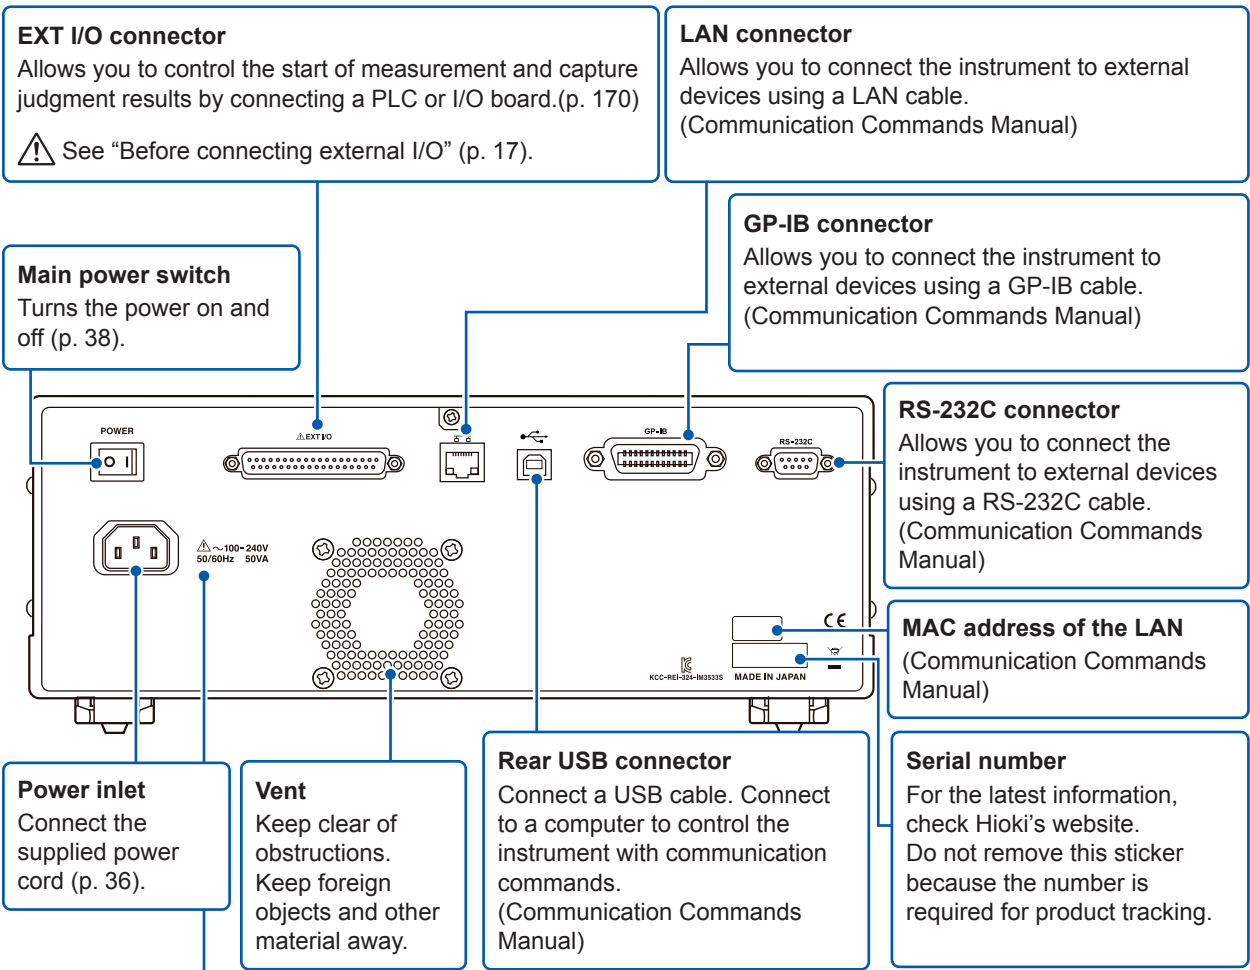 EXT I/O connector
Allows you to control the start of measurement and capture
judgment results by connecting a PLC or I/O board.(p. 170)
See “Before connecting external I/O” (p. 17).
LAN connector
Allows you to connect the instrument to external
devices using a LAN cable.
(Communication Commands Manual)
GP-IB connector
Allows you to connect the instrument to
external devices using a GP-IB cable.
(Communication Commands Manual)
Main power switch
Turns the power on and
off (p. 38).
RS-232C connector
Allows you to connect the
instrument to external devices
using a RS-232C cable.
(Communication Commands
Manual)
POWER
EXT I/O
GP-IB
RS-232C
~100-240V
50/60Hz 50VA
CE
KCC-REI-324-IM3533S
MADE IN JAPAN
MAC address of the LAN
(Communication Commands
Manual)
Power inlet
Connect the
supplied power
cord (p. 36).
Vent
Keep clear of
obstructions.
Keep foreign
objects and other
material away.
Rear USB connector
Connect a USB cable. Connect
to a computer to control the
instrument with communication
commands.
(Communication Commands
Manual)
Serial number
For the latest information,
check Hioki’s website.
Do not remove this sticker
because the number is
required for product tracking.